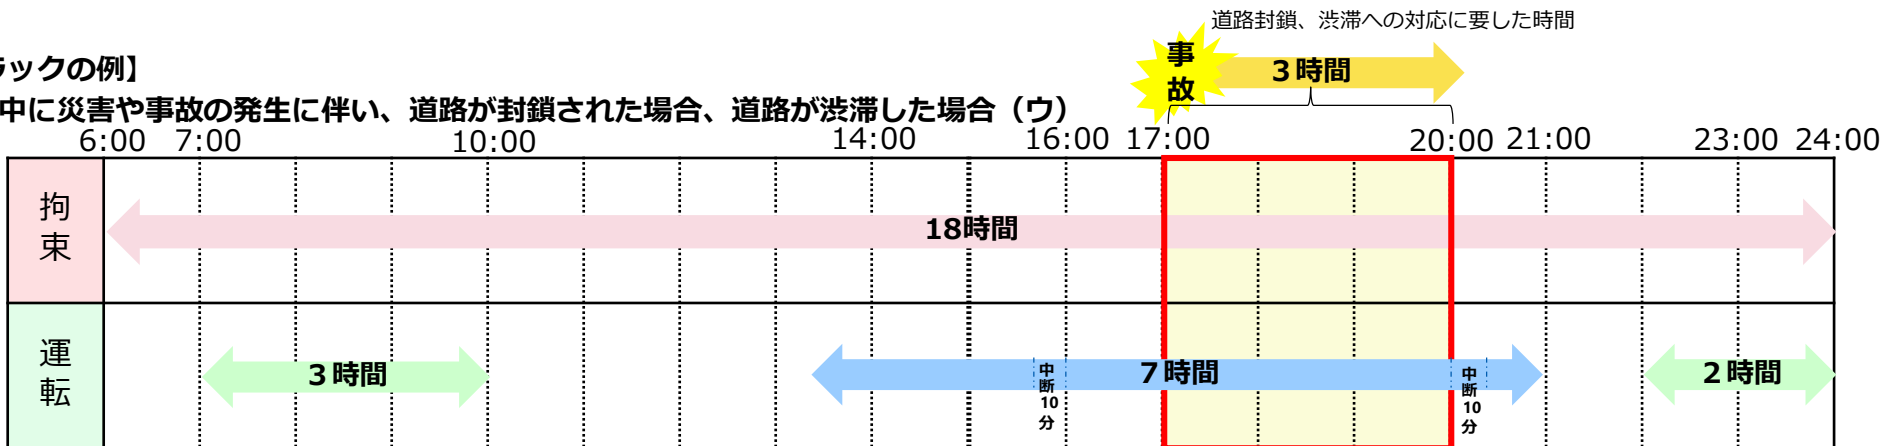 道路封鎖、渋滞への対応に要した時間
事故
3時間
ラックの例】
中に災害や事故の発生に伴い、道路が封鎖された場合、道路が渋滞した場合（ウ）
6:00 7:00 10:00 14:00 16:00 17:00 20:00 21:00 23:00 24:00
拘束
18時間
運転
3時間
中断10分
7時間
中断10分
2時間